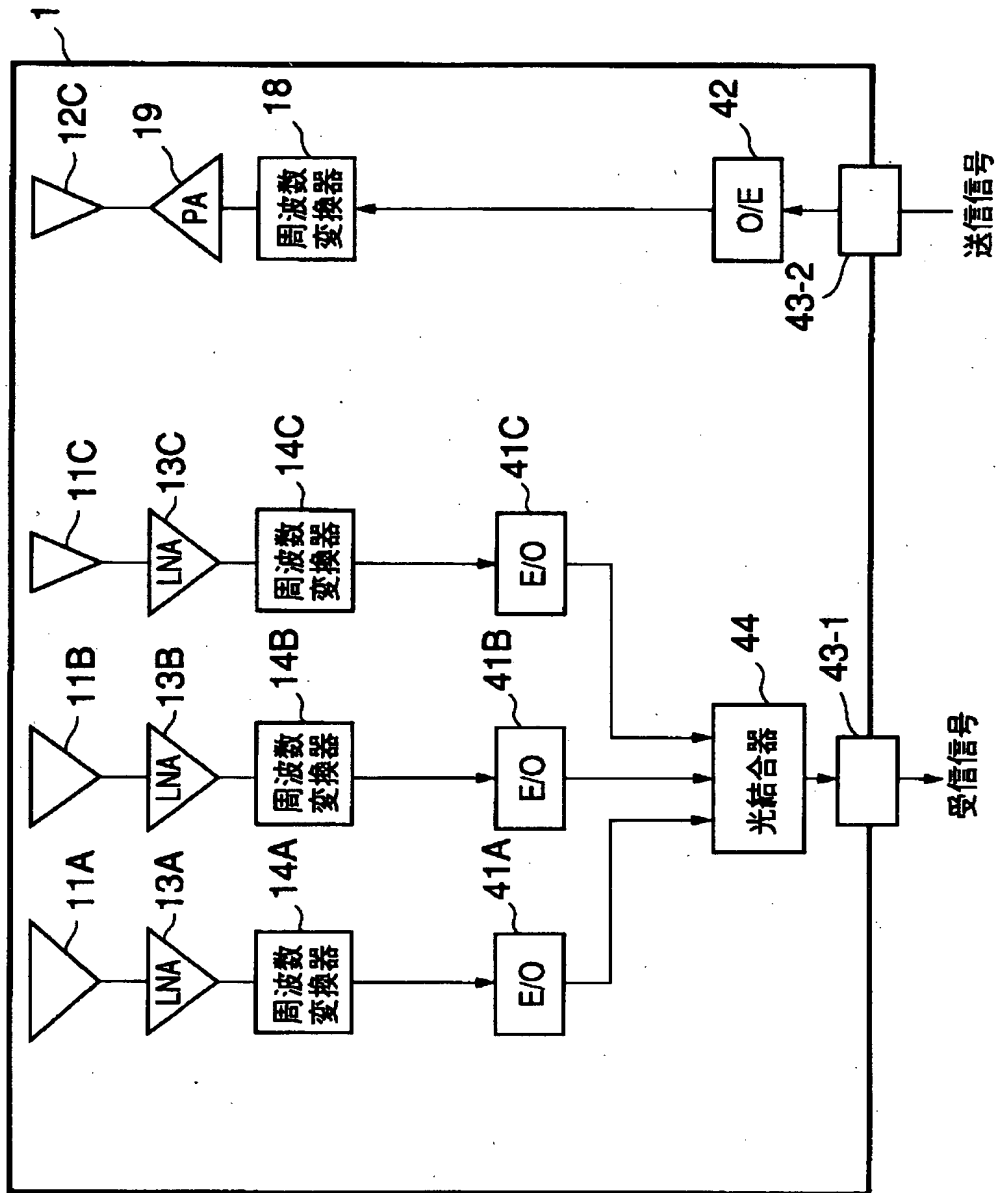 1
11A
11B
11C
12C
13A
13B
13C
19
LNA
LNA
LNA
PA
14A
14B
14C
18
周波数
変換器
周波数
変換器
周波数
変換器
周波数
変換器
41A
41B
41C
42
E/O
E/O
E/O
O/E
44
光結合器
43-1
43-2
受信信号
送信信号